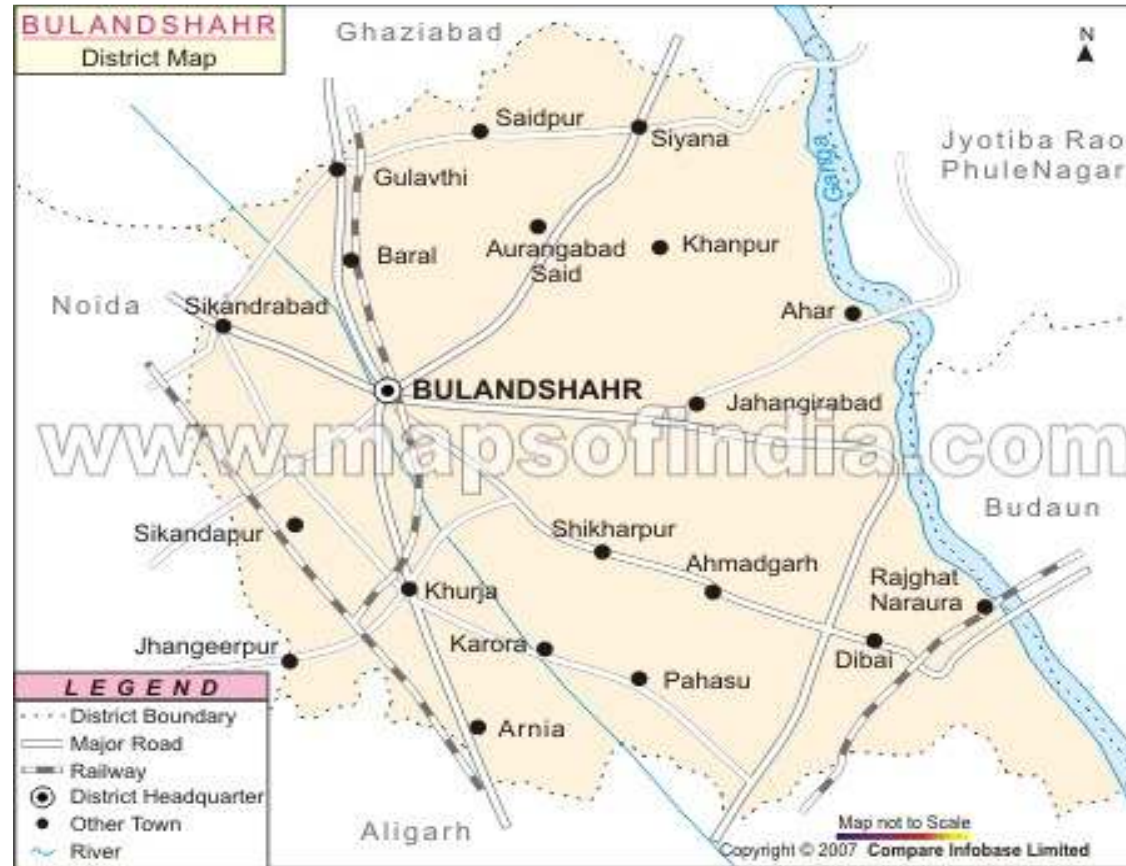 BULANDSHAHR
District Map
Ghaziabad
N
Saidpur
Siyana
Jyotiba Rao
PhuleNagar
Ganga
Gulavthi
Baral
Aurangabad
Said
Khanpur
Noida
Sikandrabad
Ahar
BULANDSHAHR
Jahangirabad
www.mapsofindia.com
Sikandapur
Shikharpur
Budaun
Ahmadgarh
Rajghat
Naraura
Khurja
Jhangeerpur
Karora
Dibai
Pahasu
Arnia
Aligarh
LEGEND
District Boundary
Major Road
Railway
District Headquarter
Other Town
River
Map not to Scale
Copyright © 2007 Compare Infobase Limited